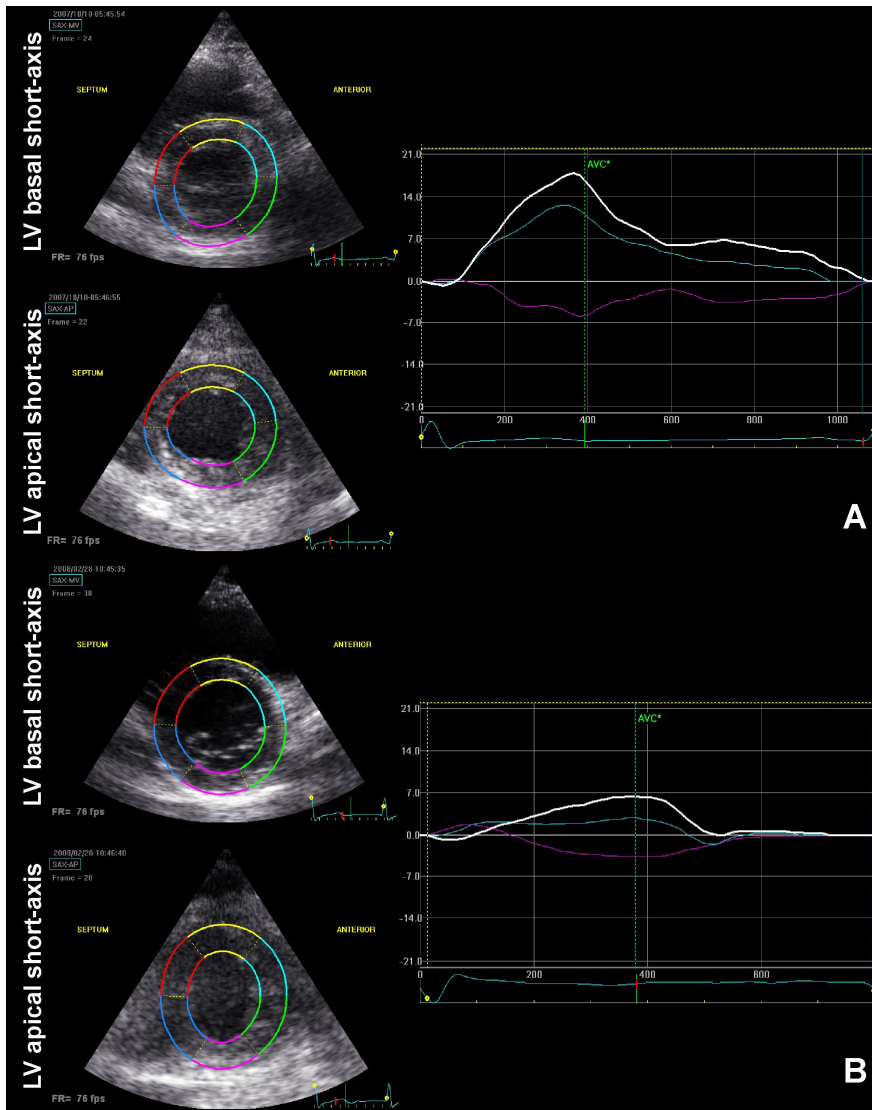 LV basal short-axis
2007/10/10-05:45:54
SAX-MV
Frame = 24
SEPTUM
ANTERIOR
FR= 76 fps
LV apical short-axis
2007/10/10-05:46:55
SAX-AP
Frame = 22
SEPTUM
ANTERIOR
FR= 76 fps
21.0
14.0
7.0
0.0
-7.0
-14.0
-21.0
AVC*
0
200
400
600
800
1000
A
LV basal short-axis
2008/02/28-10:45:35
SAX-MV
Frame = 30
SEPTUM
ANTERIOR
FR= 76 fps
LV apical short-axis
2008/02/28-10:46:40
SAX-AP
Frame = 20
SEPTUM
ANTERIOR
FR= 76 fps
21.0
14.0
7.0
0.0
-7.0
-14.0
-21.0
AVC*
0
200
400
600
B